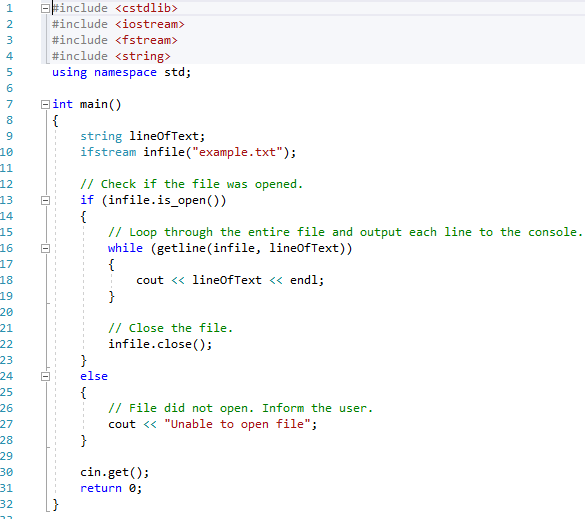 1 #include <cstdlib>
2 #include <iostream>
3 #include <fstream>
4 #include <string>
5 using namespace std;
6
7 int main()
8 {
9 string lineOfText;
10 ifstream infile("example.txt");
11
12 // Check if the file was opened.
13 if (infile.is_open())
14 {
15 // Loop through the entire file and output each line to the console.
16 while (getline(infile, lineOfText))
17 {
18 cout << lineOfText << endl;
19 }
20
21 // Close the file.
22 infile.close();
23 }
24 else
25 {
26 // File did not open. Inform the user.
27 cout << "Unable to open file";
28 }
29
30 cin.get();
31 return 0;
32 }